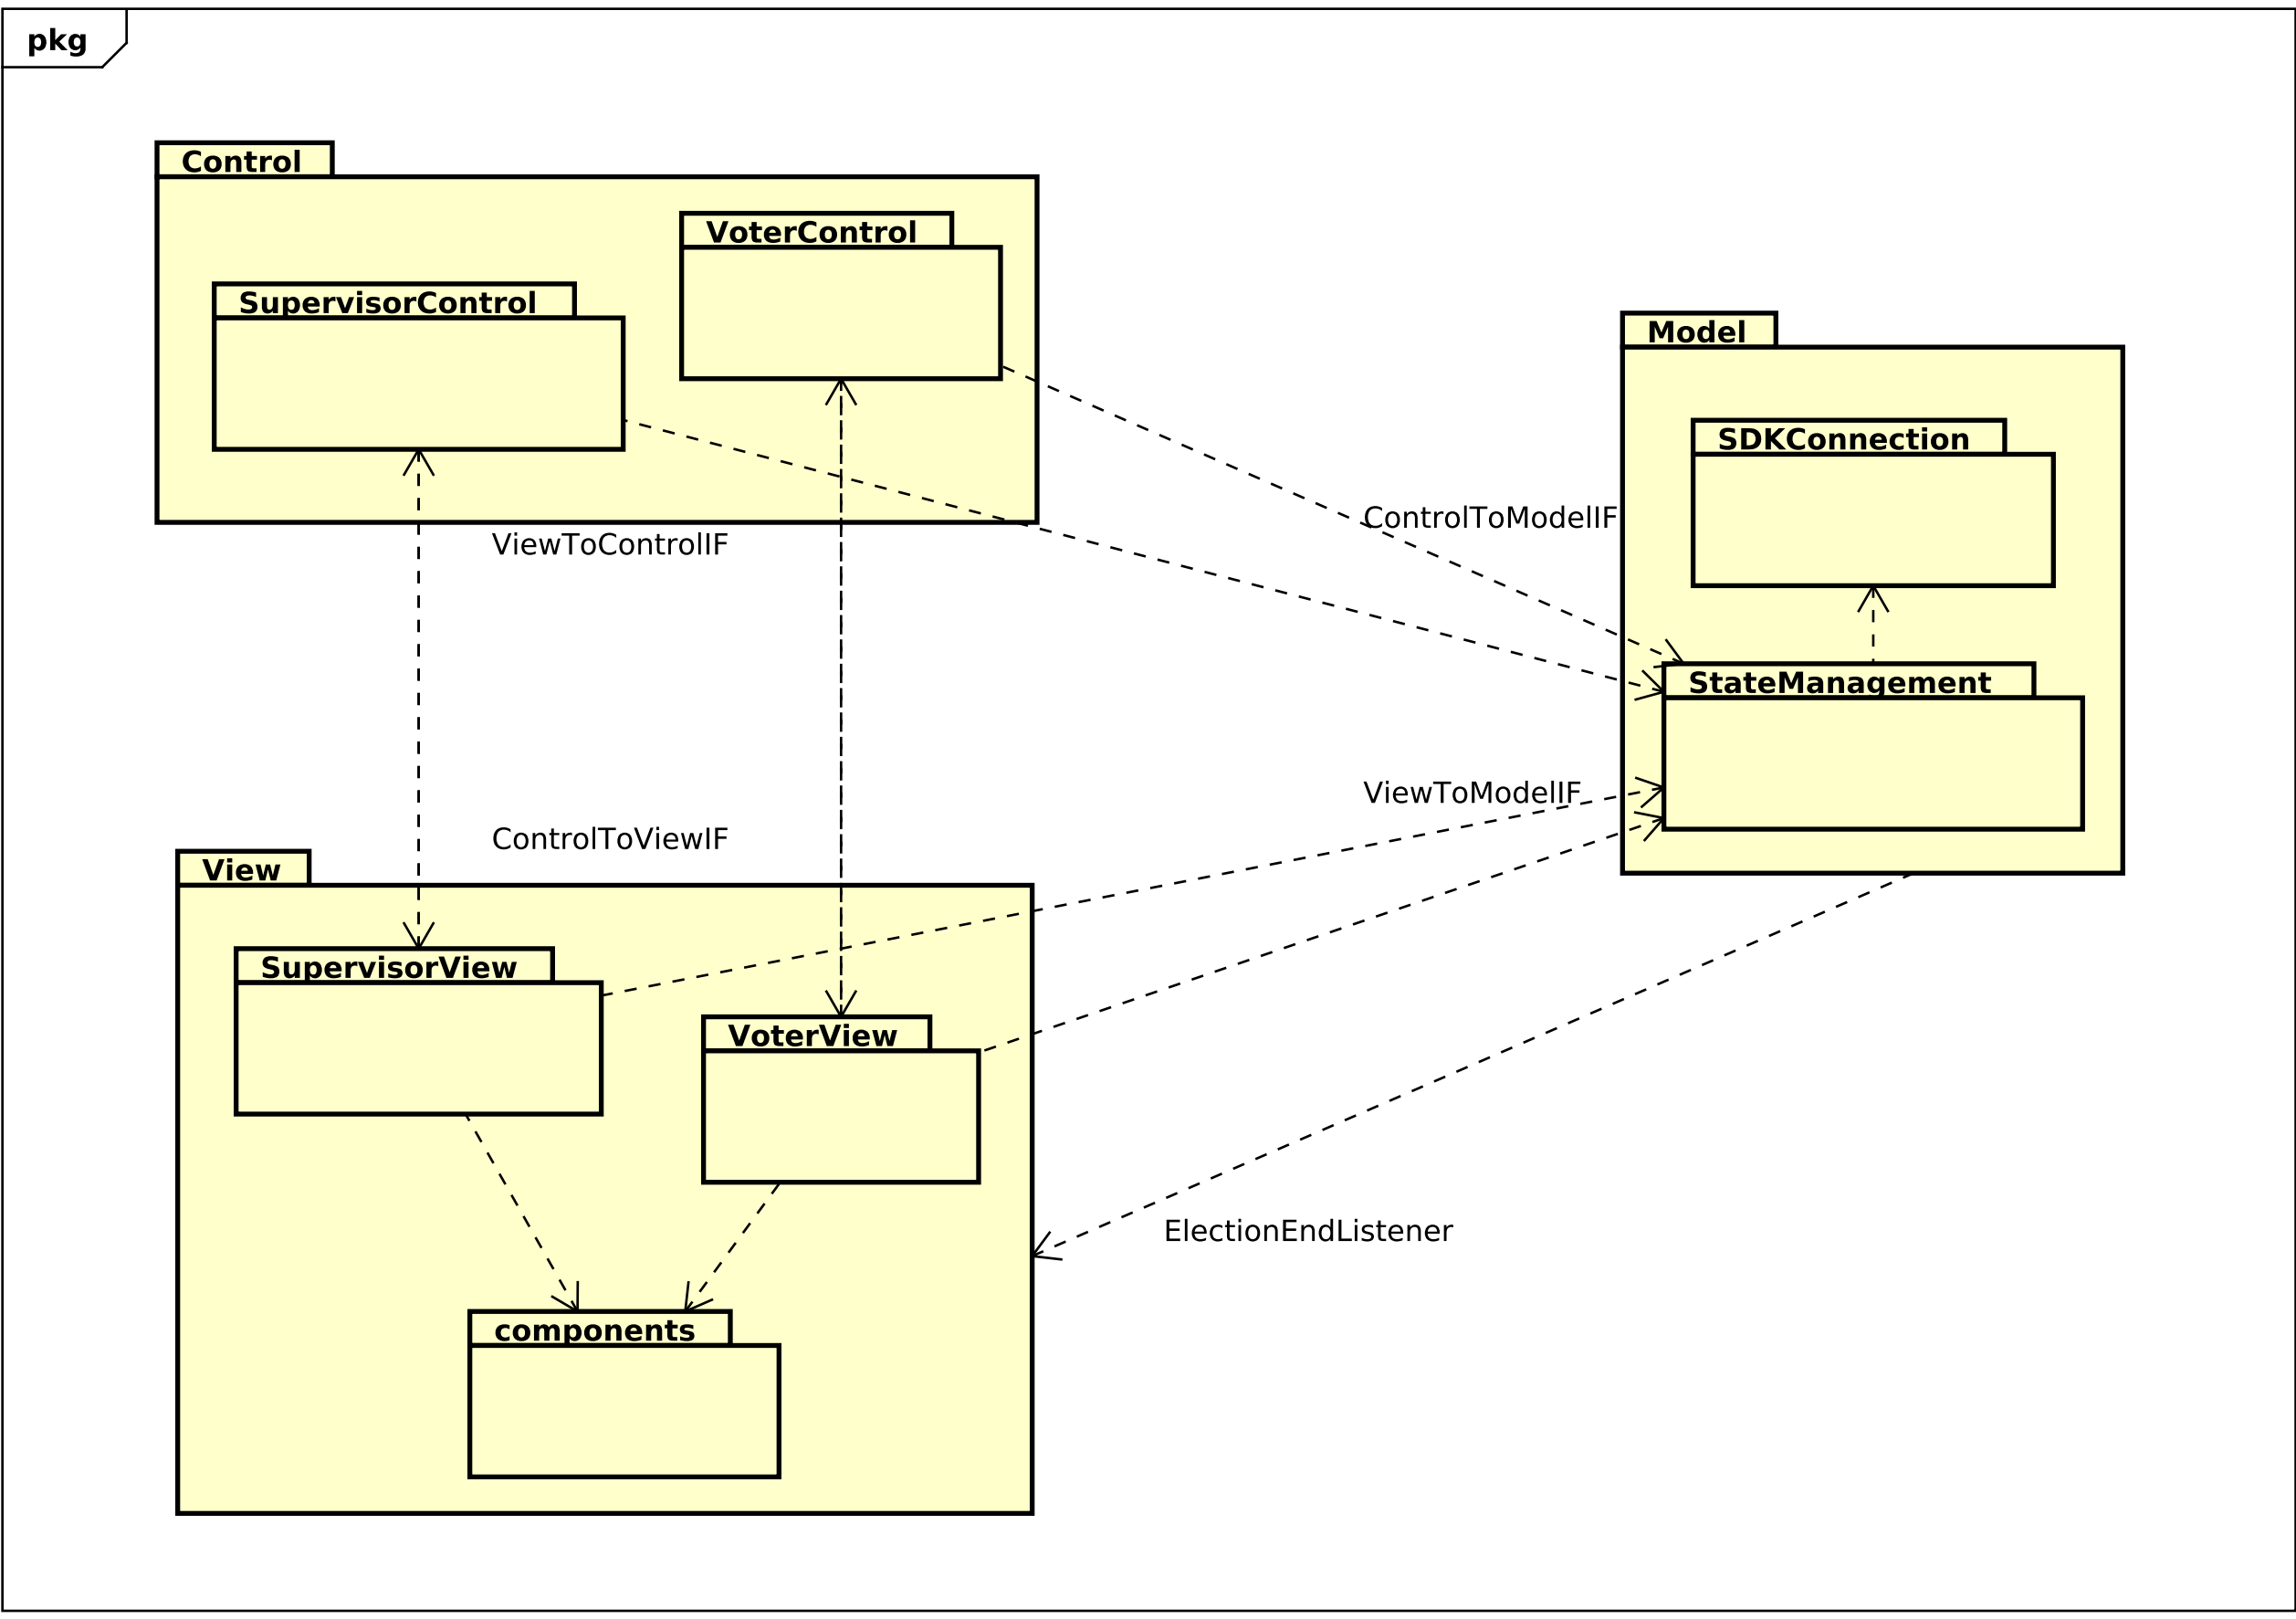 pkg
Control
VoterControl
SupervisorControl
Model
SDKConnection
ControlToModelIF
ViewToControlIF
StateManagement
ViewToModelIF
ControlToViewIF
View
SupervisorView
VoterView
ElectionEndListener
components